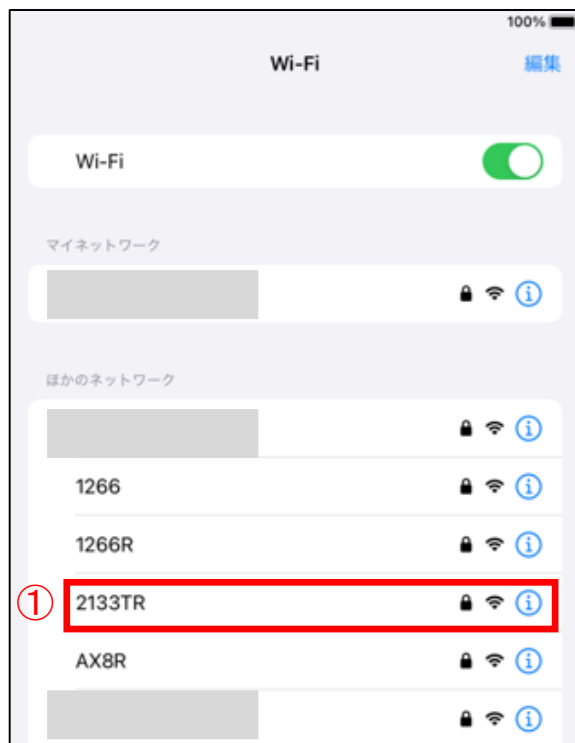 100%
Wi-Fi 編集
Wi-Fi
マイネットワーク
ほかのネットワーク
1266
1266R
① 2133TR
AX8R